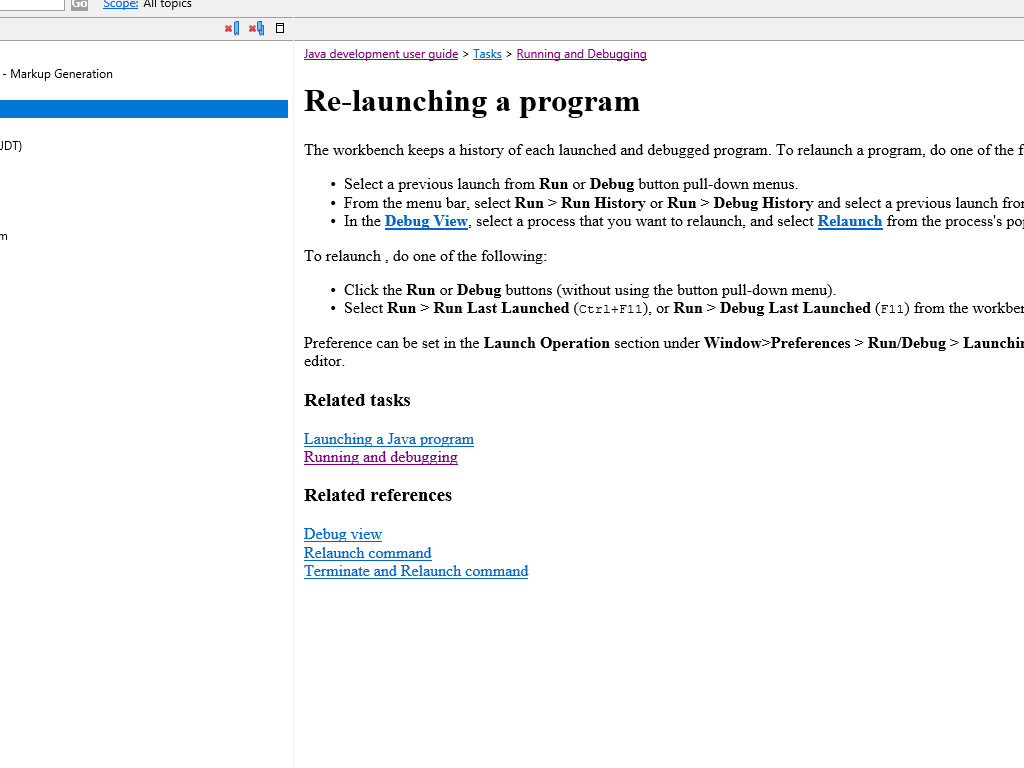 Go Scope: All topics
- Markup Generation
JDT)
m
Java development user guide > Tasks > Running and Debugging
Re-launching a program
The workbench keeps a history of each launched and debugged program. To relaunch a program, do one of the f
• Select a previous launch from Run or Debug button pull-down menus.
• From the menu bar, select Run > Run History or Run > Debug History and select a previous launch from
• In the Debug View, select a process that you want to relaunch, and select Relaunch from the process's pop
To relaunch , do one of the following:
• Click the Run or Debug buttons (without using the button pull-down menu).
• Select Run > Run Last Launched (Ctrl+F11), or Run > Debug Last Launched (F11) from the workben
Preference can be set in the Launch Operation section under Window>Preferences > Run/Debug > Launchin
editor.
Related tasks
Launching a Java program
Running and debugging
Related references
Debug view
Relaunch command
Terminate and Relaunch command